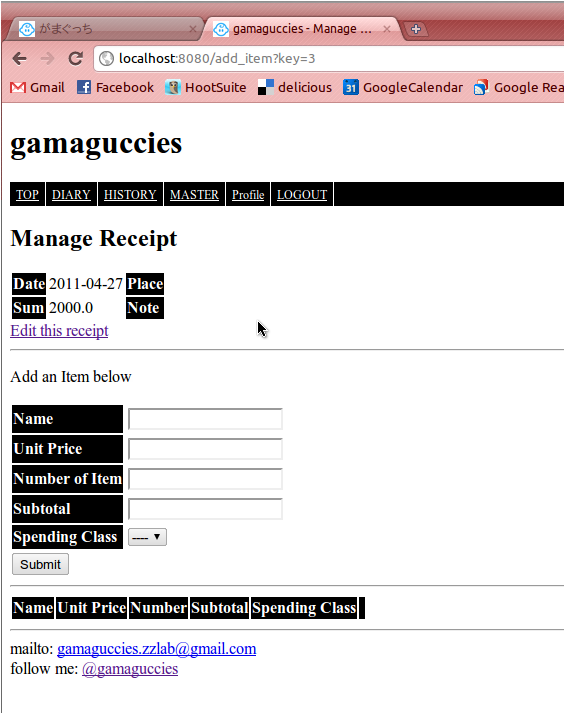 がまぐっち
gamaguccies - Manage ...
localhost:8080/add_item?key=3
Gmail Facebook HootSuite delicious GoogleCalendar Google Rea
gamaguccies
TOP DIARY HISTORY MASTER Profile LOGOUT
Manage Receipt
Date 2011-04-27 Place
Sum 2000.0 Note
Edit this receipt
Add an Item below
Name
Unit Price
Number of Item
Subtotal
Spending Class ----
Submit
Name Unit Price Number Subtotal Spending Class
mailto: gamaguccies.zzlab@gmail.com
follow me: @gamaguccies